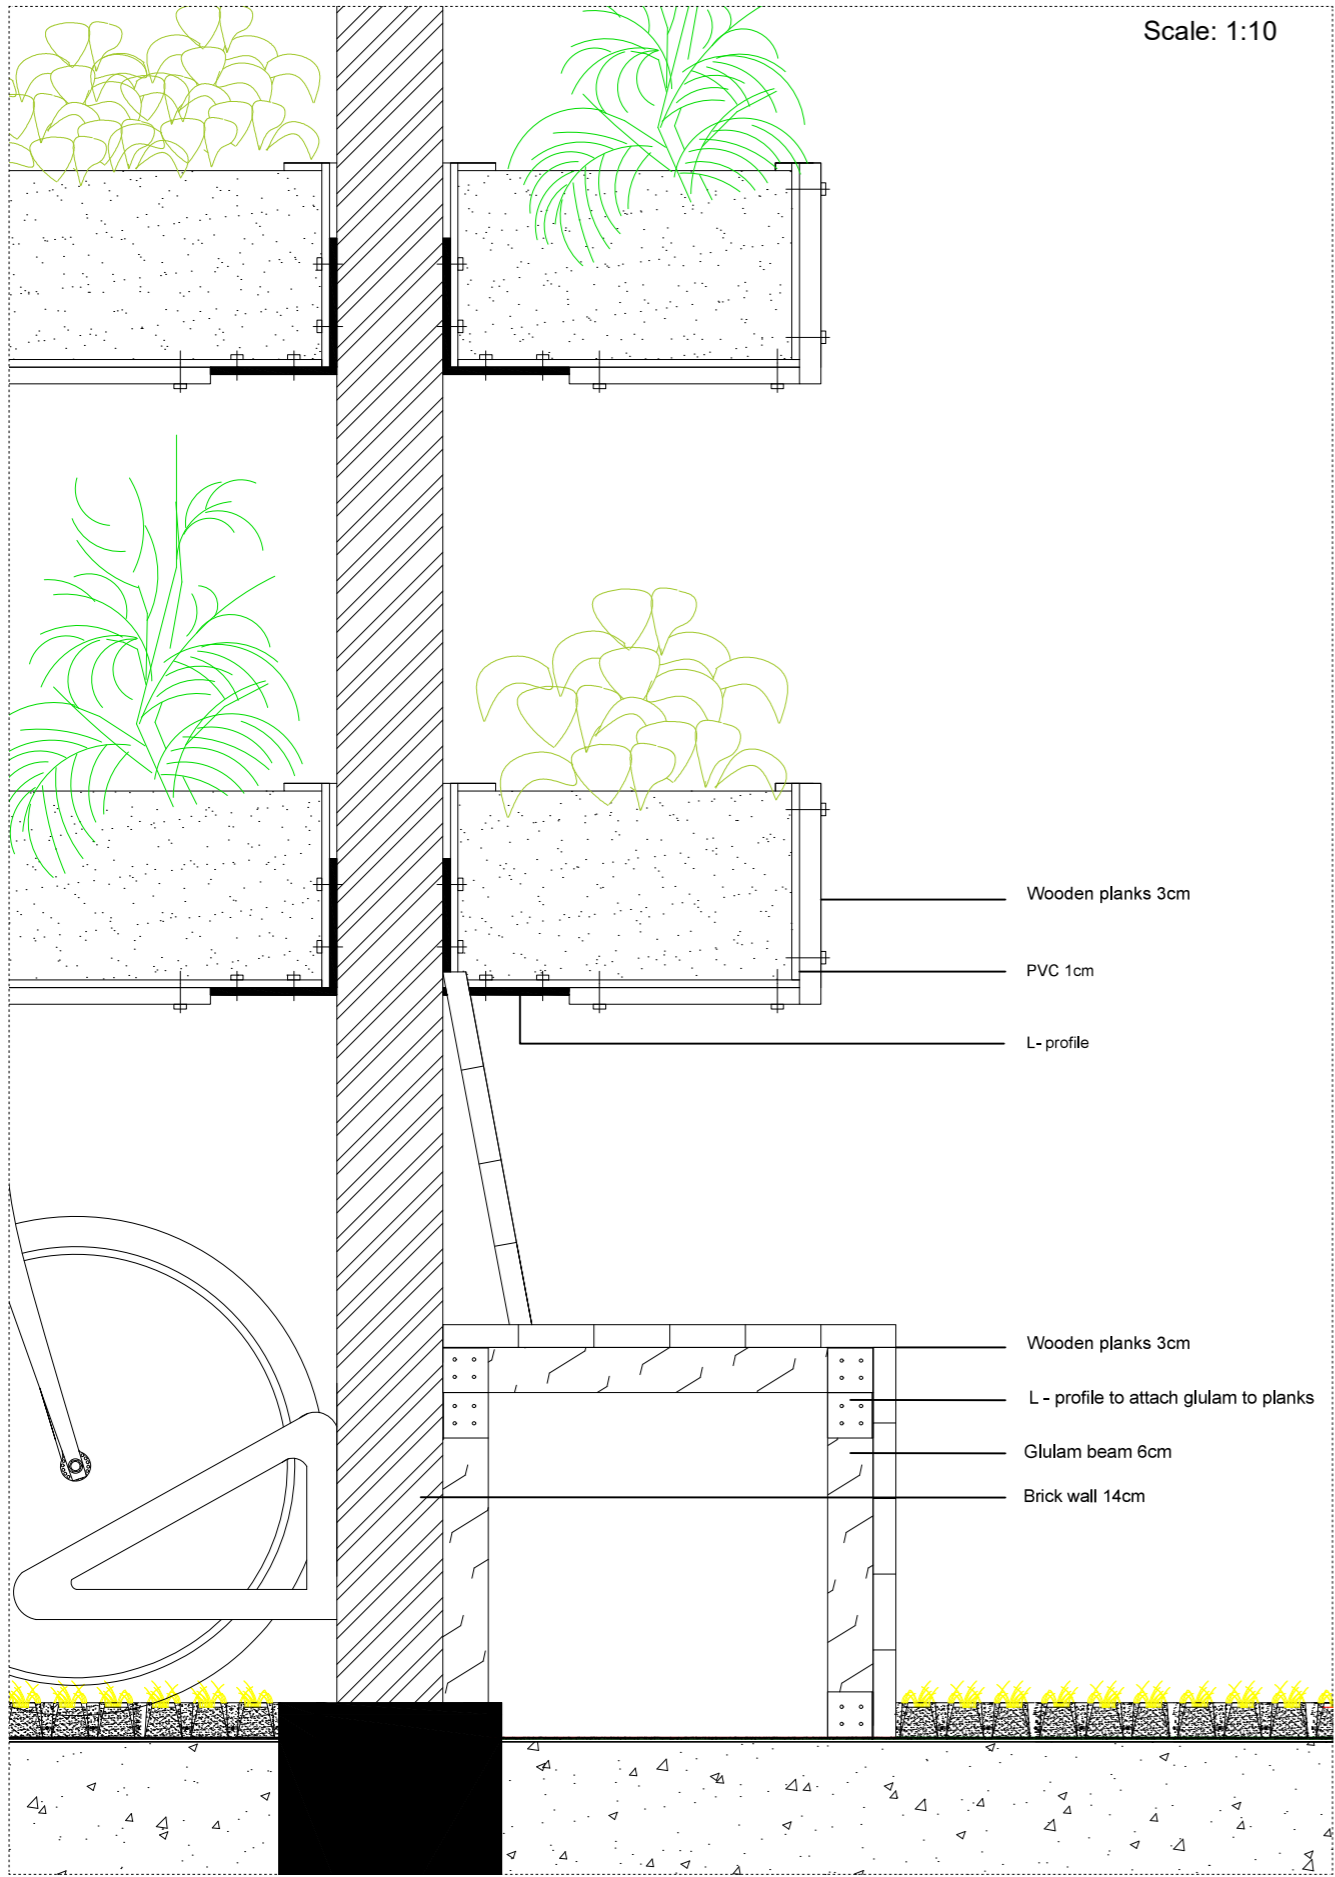 Scale: 1:10
Wooden planks 3cm
PVC 1cm
L- profile
Wooden planks 3cm
L - profile to attach glulam to planks
Glulam beam 6cm
Brick wall 14cm